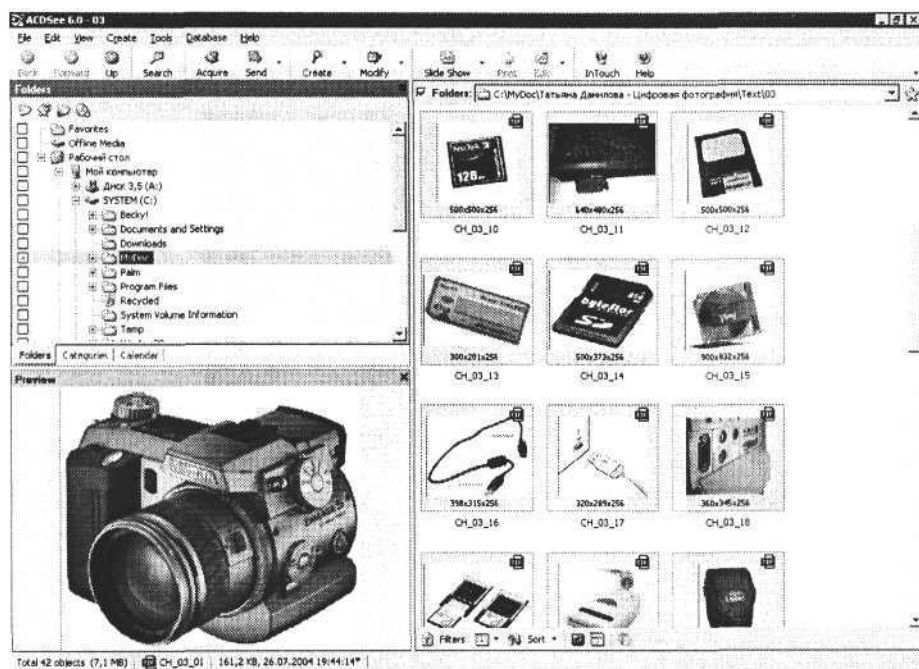 ACDSee 6.0 - 03
File Edit View Create Tools Database Help
Back Forward Up Search Acquire Send Create Modify Slide Show Print Edit InTouch Help
Folders
Favorites
Offline Media
Рабочий стол
Мой компьютер
Диск 3,5 (A:)
SYSTEM (C:)
Becky!
Documents and Settings
Downloads
MyDoc
Palm
Program Files
Recycled
System Volume Information
Temp
Folders Categories Calendar
Preview
Folders: C:\MyDoc\Татьяна Данилова - Цифровая фотография\Text\03
SanDisk
128
500x500x256 640x480x256 500x500x256
CH_03_10 CH_03_11 CH_03_12
byteStor
300x201x256 500x373x256 900x832x256
CH_03_13 CH_03_14 CH_03_15
398x315x256 320x289x256 360x345x256
CH_03_16 CH_03_17 CH_03_18
Filters Sort
Total 42 objects (7,1 MB) CH_03_01 161,2 KB, 26.07.2004 19:44:14*